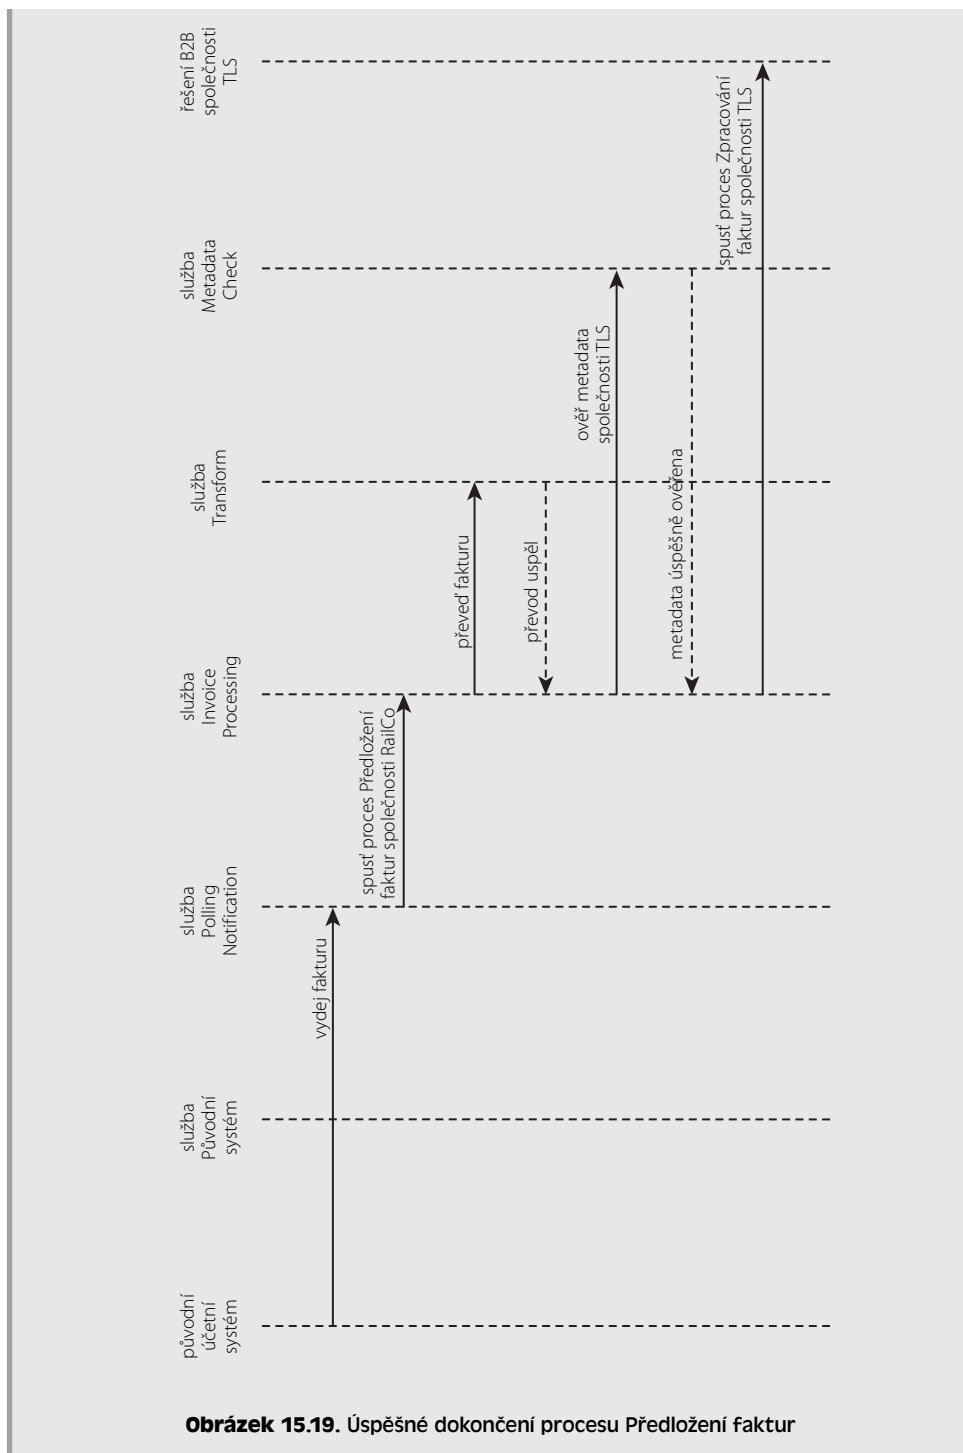 původní
účetní
systém
služba
Původní
systém
služba
Polling
Notification
služba
Invoice
Processing
služba
Transform
služba
Metadata
Check
řešení B2B
společnosti
TLS
vydej fakturu
spusť proces Předložení
faktur společnosti RailCo
převeď fakturu
převod uspěl
ověř metadata
společnosti TLS
metadata úspěšně ověřena
spusť proces Zpracování
faktur společnosti TLS
Obrázek 15.19. Úspěšné dokončení procesu Předložení faktur